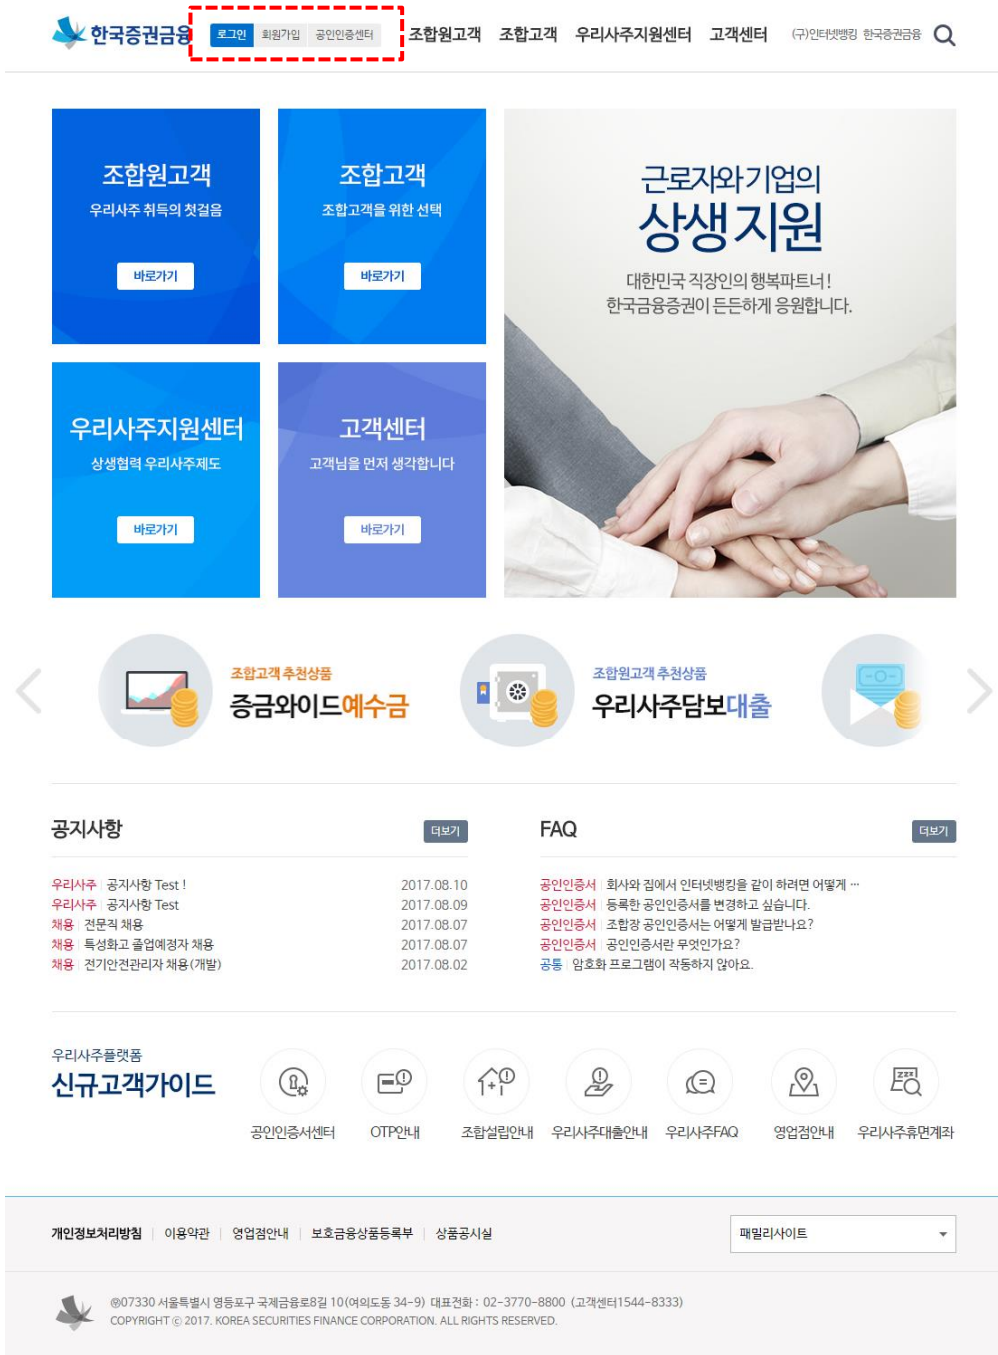 한국증권금융
로그인 회원가입 공인인증센터
조합원고객 조합고객 우리사주지원센터 고객센터
(구)인터넷뱅킹 한국증권금융
조합원고객
우리사주 취득의 첫걸음
바로가기
조합고객
조합고객을 위한 선택
바로가기
근로자와 기업의
상생 지원
대한민국 직장인의 행복파트너!
한국금융증권이 든든하게 응원합니다.
우리사주지원센터
상생협력 우리사주제도
바로가기
고객센터
고객님을 먼저 생각합니다
바로가기
조합고객 추천상품
증금와이드예수금
조합원고객 추천상품
우리사주담보대출
공지사항
더보기
우리사주 공지사항 Test ! 2017.08.10
우리사주 공지사항 Test 2017.08.09
채용 전문직 채용 2017.08.07
채용 특성화고 졸업예정자 채용 2017.08.07
채용 전기안전관리자 채용(개발) 2017.08.02
FAQ
더보기
공인인증서 회사와 집에서 인터넷뱅킹을 같이 하려면 어떻게 …
공인인증서 등록한 공인인증서를 변경하고 싶습니다.
공인인증서 조합장 공인인증서는 어떻게 발급받나요?
공인인증서 공인인증서란 무엇인가요?
공통 암호화 프로그램이 작동하지 않아요.
우리사주플랫폼
신규고객가이드
공인인증서센터 OTP안내 조합설립안내 우리사주대출안내 우리사주FAQ 영업점안내 우리사주휴면계좌
개인정보처리방침 이용약관 영업점안내 보호금융상품등록부 상품공시실
패밀리사이트
㉾07330 서울특별시 영등포구 국제금융로8길 10(여의도동 34-9) 대표전화 : 02-3770-8800 (고객센터1544-8333)
COPYRIGHT ⓒ 2017. KOREA SECURITIES FINANCE CORPORATION. ALL RIGHTS RESERVED.